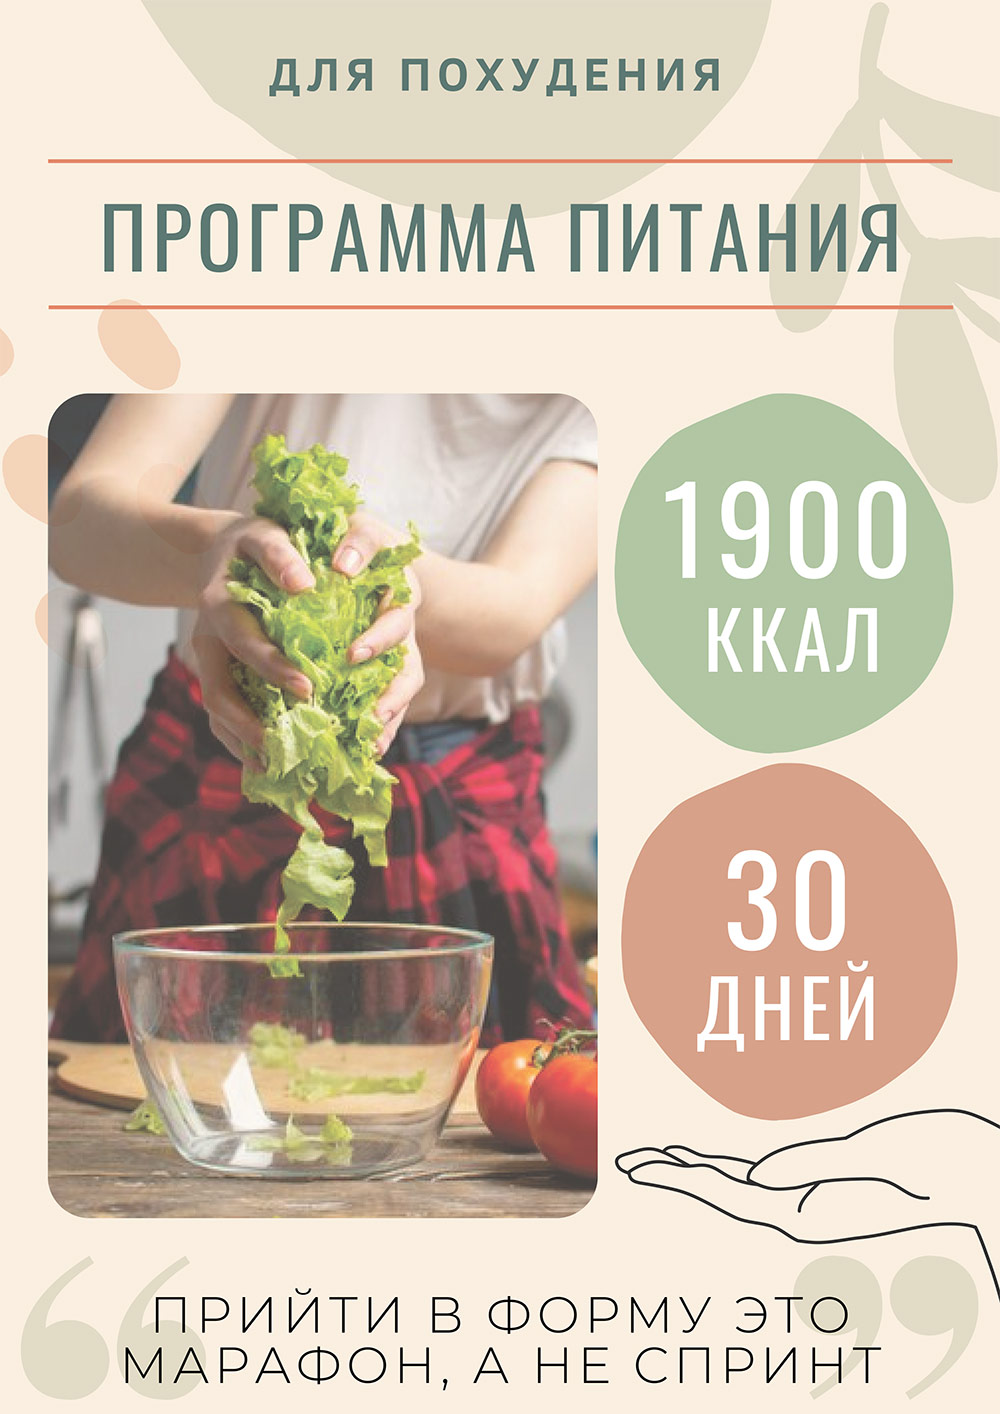 ДЛЯ ПОХУДЕНИЯ
ПРОГРАММА ПИТАНИЯ
1900
ККАЛ
30
ДНЕЙ
ПРИЙТИ В ФОРМУ ЭТО
МАРАФОН, А НЕ СПРИНТ